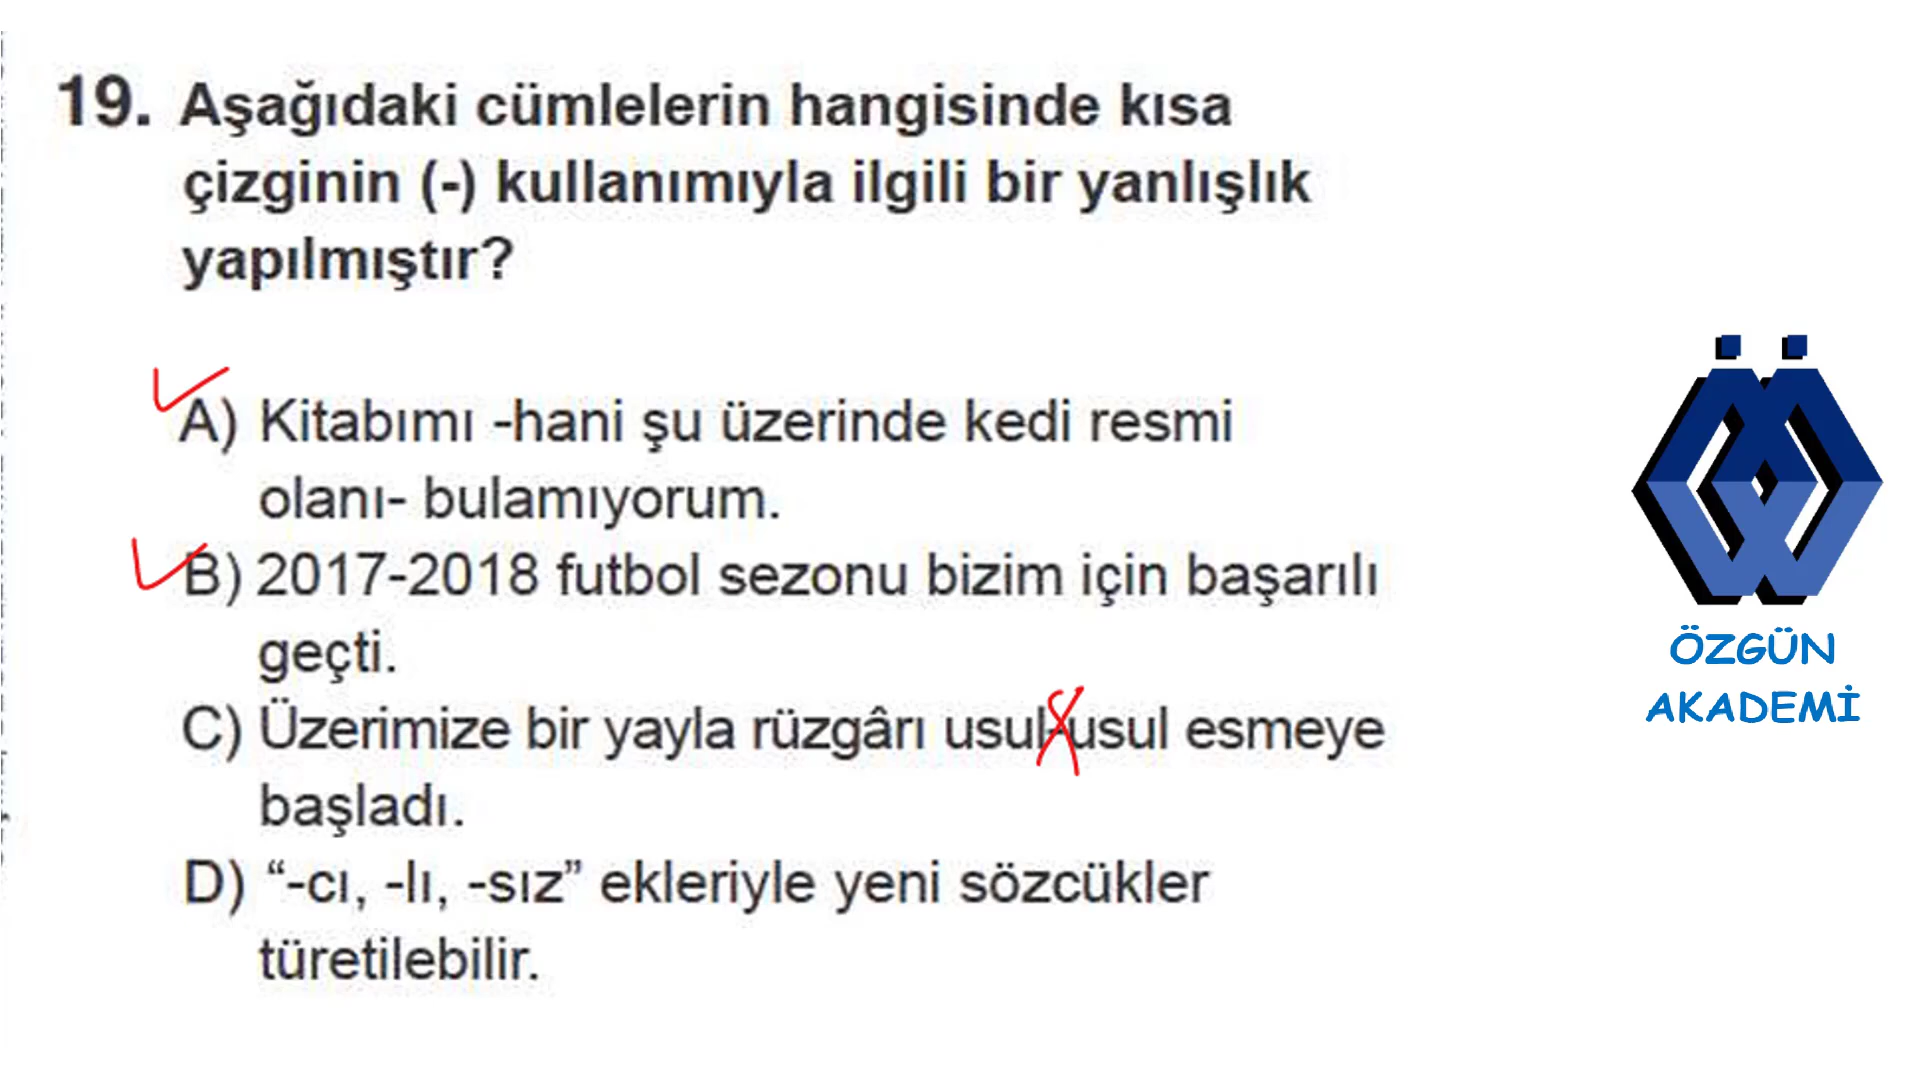 19. Aşağıdaki cümlelerin hangisinde kısa
çizginin (-) kullanımıyla ilgili bir yanlışlık
yapılmıştır?
A) Kitabımı -hani şu üzerinde kedi resmi
olanı- bulamıyorum.
B) 2017-2018 futbol sezonu bizim için başarılı
geçti.
C) Üzerimize bir yayla rüzgârı usul-usul esmeye
başladı.
D) “-cı, -lı, -sız” ekleriyle yeni sözcükler
türetilebilir.
ÖZGÜN
AKADEMİ